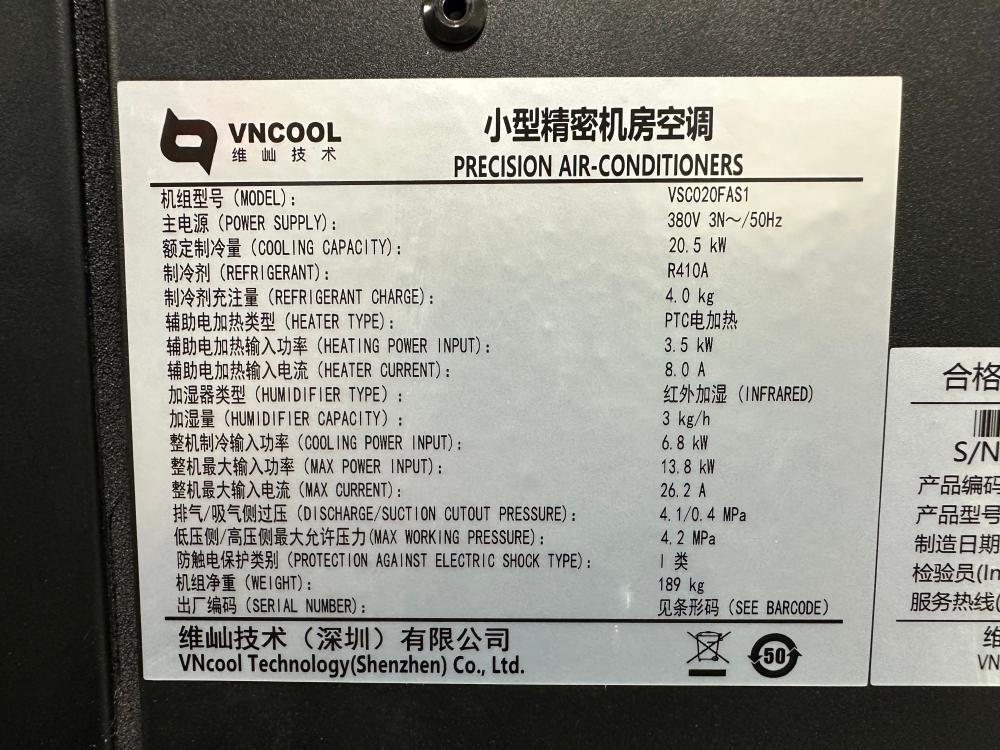 VNCOOL
维屾技术
小型精密机房空调
PRECISION AIR-CONDITIONERS
机组型号 (MODEL): VSC020FAS1
主电源 (POWER SUPPLY): 380V 3N～/50Hz
额定制冷量 (COOLING CAPACITY): 20.5 kW
制冷剂 (REFRIGERANT): R410A
制冷剂充注量 (REFRIGERANT CHARGE): 4.0 kg
辅助电加热类型 (HEATER TYPE): PTC电加热
辅助电加热输入功率 (HEATING POWER INPUT): 3.5 kW
辅助电加热输入电流 (HEATER CURRENT): 8.0 A
加湿器类型 (HUMIDIFIER TYPE) : 红外加湿 (INFRARED)
加湿量 (HUMIDIFIER CAPACITY) : 3 kg/h
整机制冷输入功率 (COOLING POWER INPUT): 6.8 kW
整机最大输入功率 (MAX POWER INPUT): 13.8 kW
整机最大输入电流 (MAX CURRENT): 26.2 A
排气/吸气侧过压 (DISCHARGE/SUCTION CUTOUT PRESSURE): 4.1/0.4 MPa
低压侧/高压侧最大允许压力(MAX WORKING PRESSURE): 4.2 MPa
防触电保护类别 (PROTECTION AGAINST ELECTRIC SHOCK TYPE): I 类
机组净重 (WEIGHT): 189 kg
出厂编码 (SERIAL NUMBER): 见条形码 (SEE BARCODE)
维屾技术（深圳）有限公司
VNcool Technology(Shenzhen) Co., Ltd.
50
合格
S/N
产品编码
产品型号
制造日期
检验员(In
服务热线(
维
VN